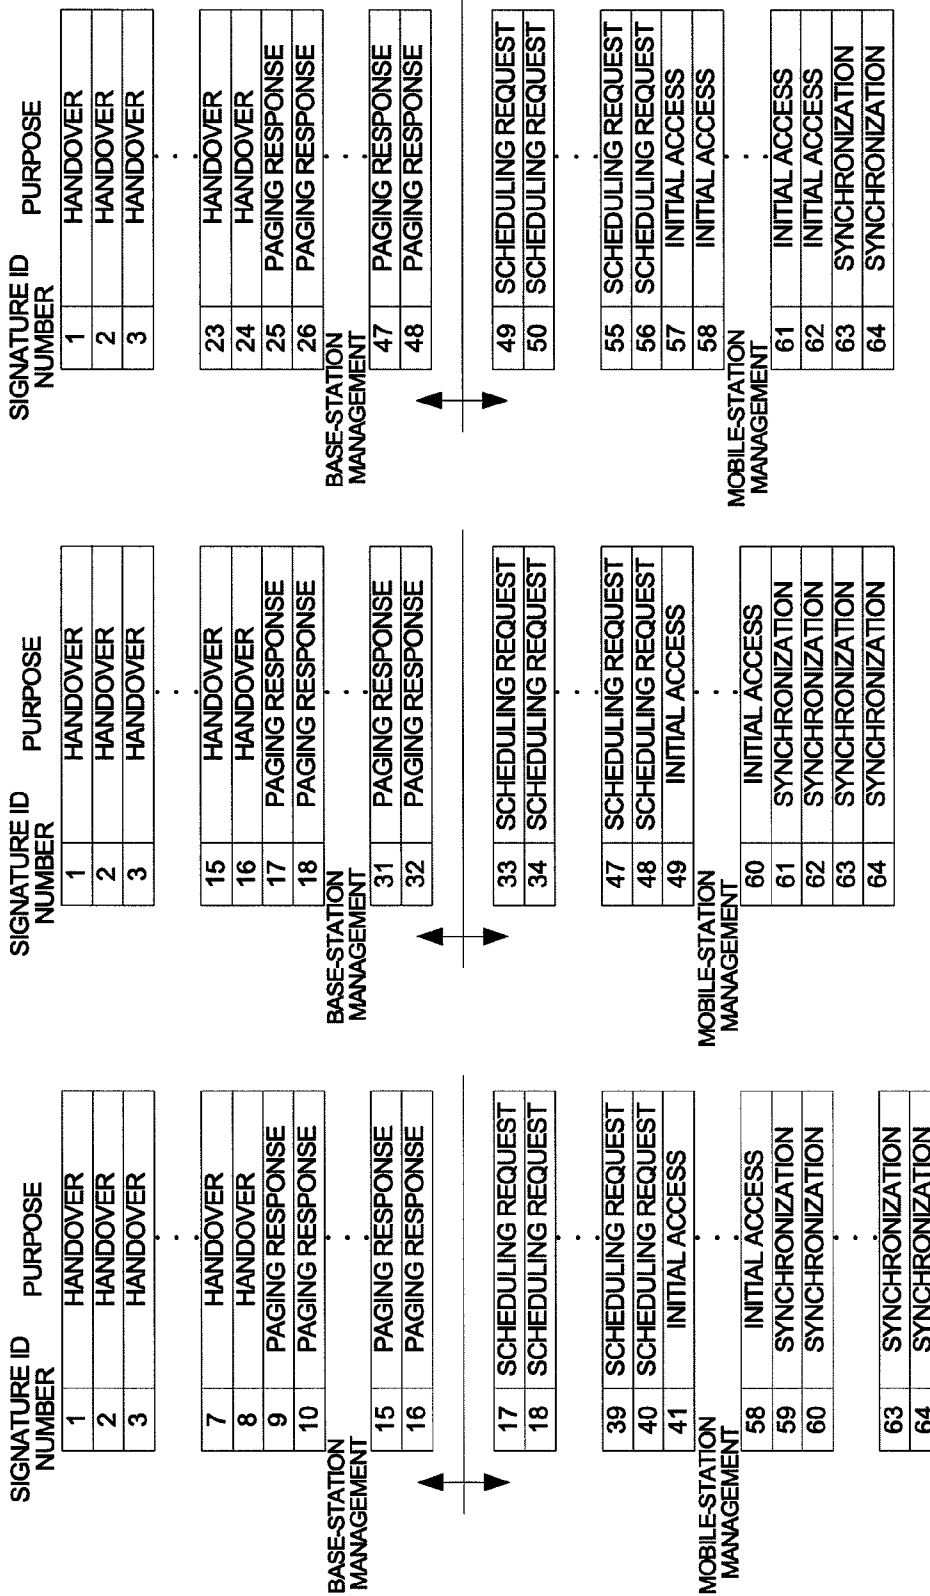 SIGNATURE ID
NUMBER
PURPOSE
1 HANDOVER
2 HANDOVER
3 HANDOVER
7 HANDOVER
8 HANDOVER
9 PAGING RESPONSE
10 PAGING RESPONSE
BASE-STATION
MANAGEMENT
15 PAGING RESPONSE
16 PAGING RESPONSE
17 SCHEDULING REQUEST
18 SCHEDULING REQUEST
39 SCHEDULING REQUEST
40 SCHEDULING REQUEST
41 INITIAL ACCESS
MOBILE-STATION
MANAGEMENT
58 INITIAL ACCESS
59 SYNCHRONIZATION
60 SYNCHRONIZATION
63 SYNCHRONIZATION
64 SYNCHRONIZATION
SIGNATURE ID
NUMBER
PURPOSE
1 HANDOVER
2 HANDOVER
3 HANDOVER
15 HANDOVER
16 HANDOVER
17 PAGING RESPONSE
18 PAGING RESPONSE
BASE-STATION
MANAGEMENT
31 PAGING RESPONSE
32 PAGING RESPONSE
33 SCHEDULING REQUEST
34 SCHEDULING REQUEST
47 SCHEDULING REQUEST
48 SCHEDULING REQUEST
49 INITIAL ACCESS
MOBILE-STATION
MANAGEMENT
60 INITIAL ACCESS
61 SYNCHRONIZATION
62 SYNCHRONIZATION
63 SYNCHRONIZATION
64 SYNCHRONIZATION
SIGNATURE ID
NUMBER
PURPOSE
1 HANDOVER
2 HANDOVER
3 HANDOVER
23 HANDOVER
24 HANDOVER
25 PAGING RESPONSE
26 PAGING RESPONSE
BASE-STATION
MANAGEMENT
47 PAGING RESPONSE
48 PAGING RESPONSE
49 SCHEDULING REQUEST
50 SCHEDULING REQUEST
55 SCHEDULING REQUEST
56 SCHEDULING REQUEST
57 INITIAL ACCESS
58 INITIAL ACCESS
MOBILE-STATION
MANAGEMENT
61 INITIAL ACCESS
62 INITIAL ACCESS
63 SYNCHRONIZATION
64 SYNCHRONIZATION